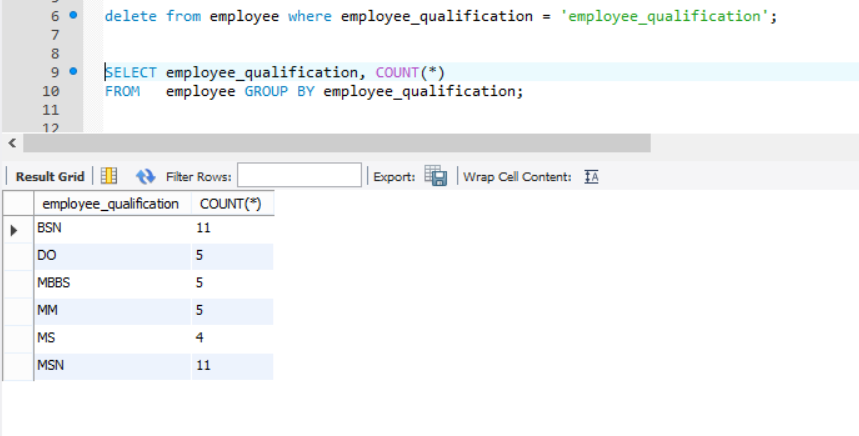 6 delete from employee where employee_qualification = 'employee_qualification';
7
8
9 SELECT employee_qualification, COUNT(*)
10 FROM employee GROUP BY employee_qualification;
11
12
Result Grid Filter Rows: Export: Wrap Cell Content:
employee_qualification COUNT(*)
BSN 11
DO 5
MBBS 5
MM 5
MS 4
MSN 11